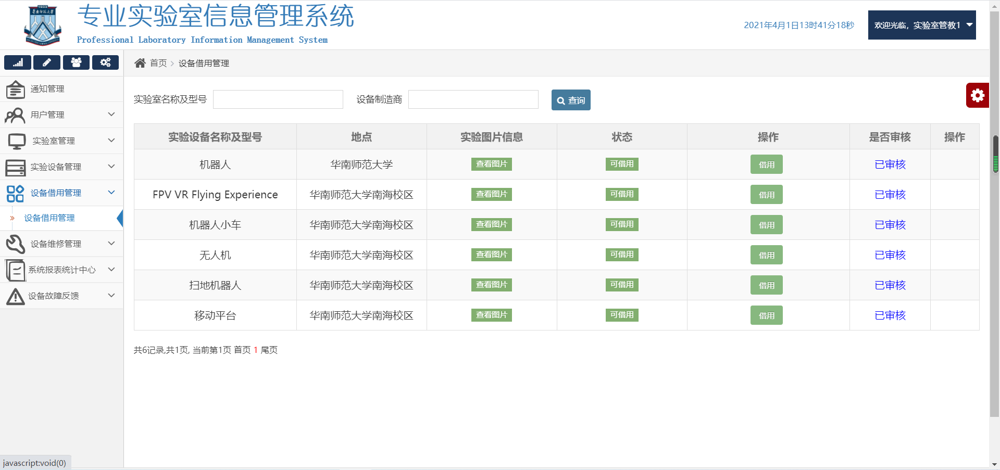 专业实验室信息管理系统
Professional Laboratory Information Management System
2021年4月1日13时41分18秒
欢迎光临，实验室管教1
首页
设备借用管理
通知管理
用户管理
实验室管理
实验设备管理
设备借用管理
» 设备借用管理
设备维修管理
系统报表统计中心
设备故障反馈
实验室名称及型号
设备制造商
查询
实验设备名称及型号 地点 实验图片信息 状态 操作 是否审核 操作
机器人 华南师范大学 查看图片 可借用 借用 已审核
FPV VR Flying Experience 华南师范大学南海校区 查看图片 可借用 借用 已审核
机器人小车 华南师范大学南海校区 查看图片 可借用 借用 已审核
无人机 华南师范大学南海校区 查看图片 可借用 借用 已审核
扫地机器人 华南师范大学南海校区 查看图片 可借用 借用 已审核
移动平台 华南师范大学南海校区 查看图片 可借用 借用 已审核
共6记录,共1页, 当前第1页 首页 1 尾页
javascript:void(0)